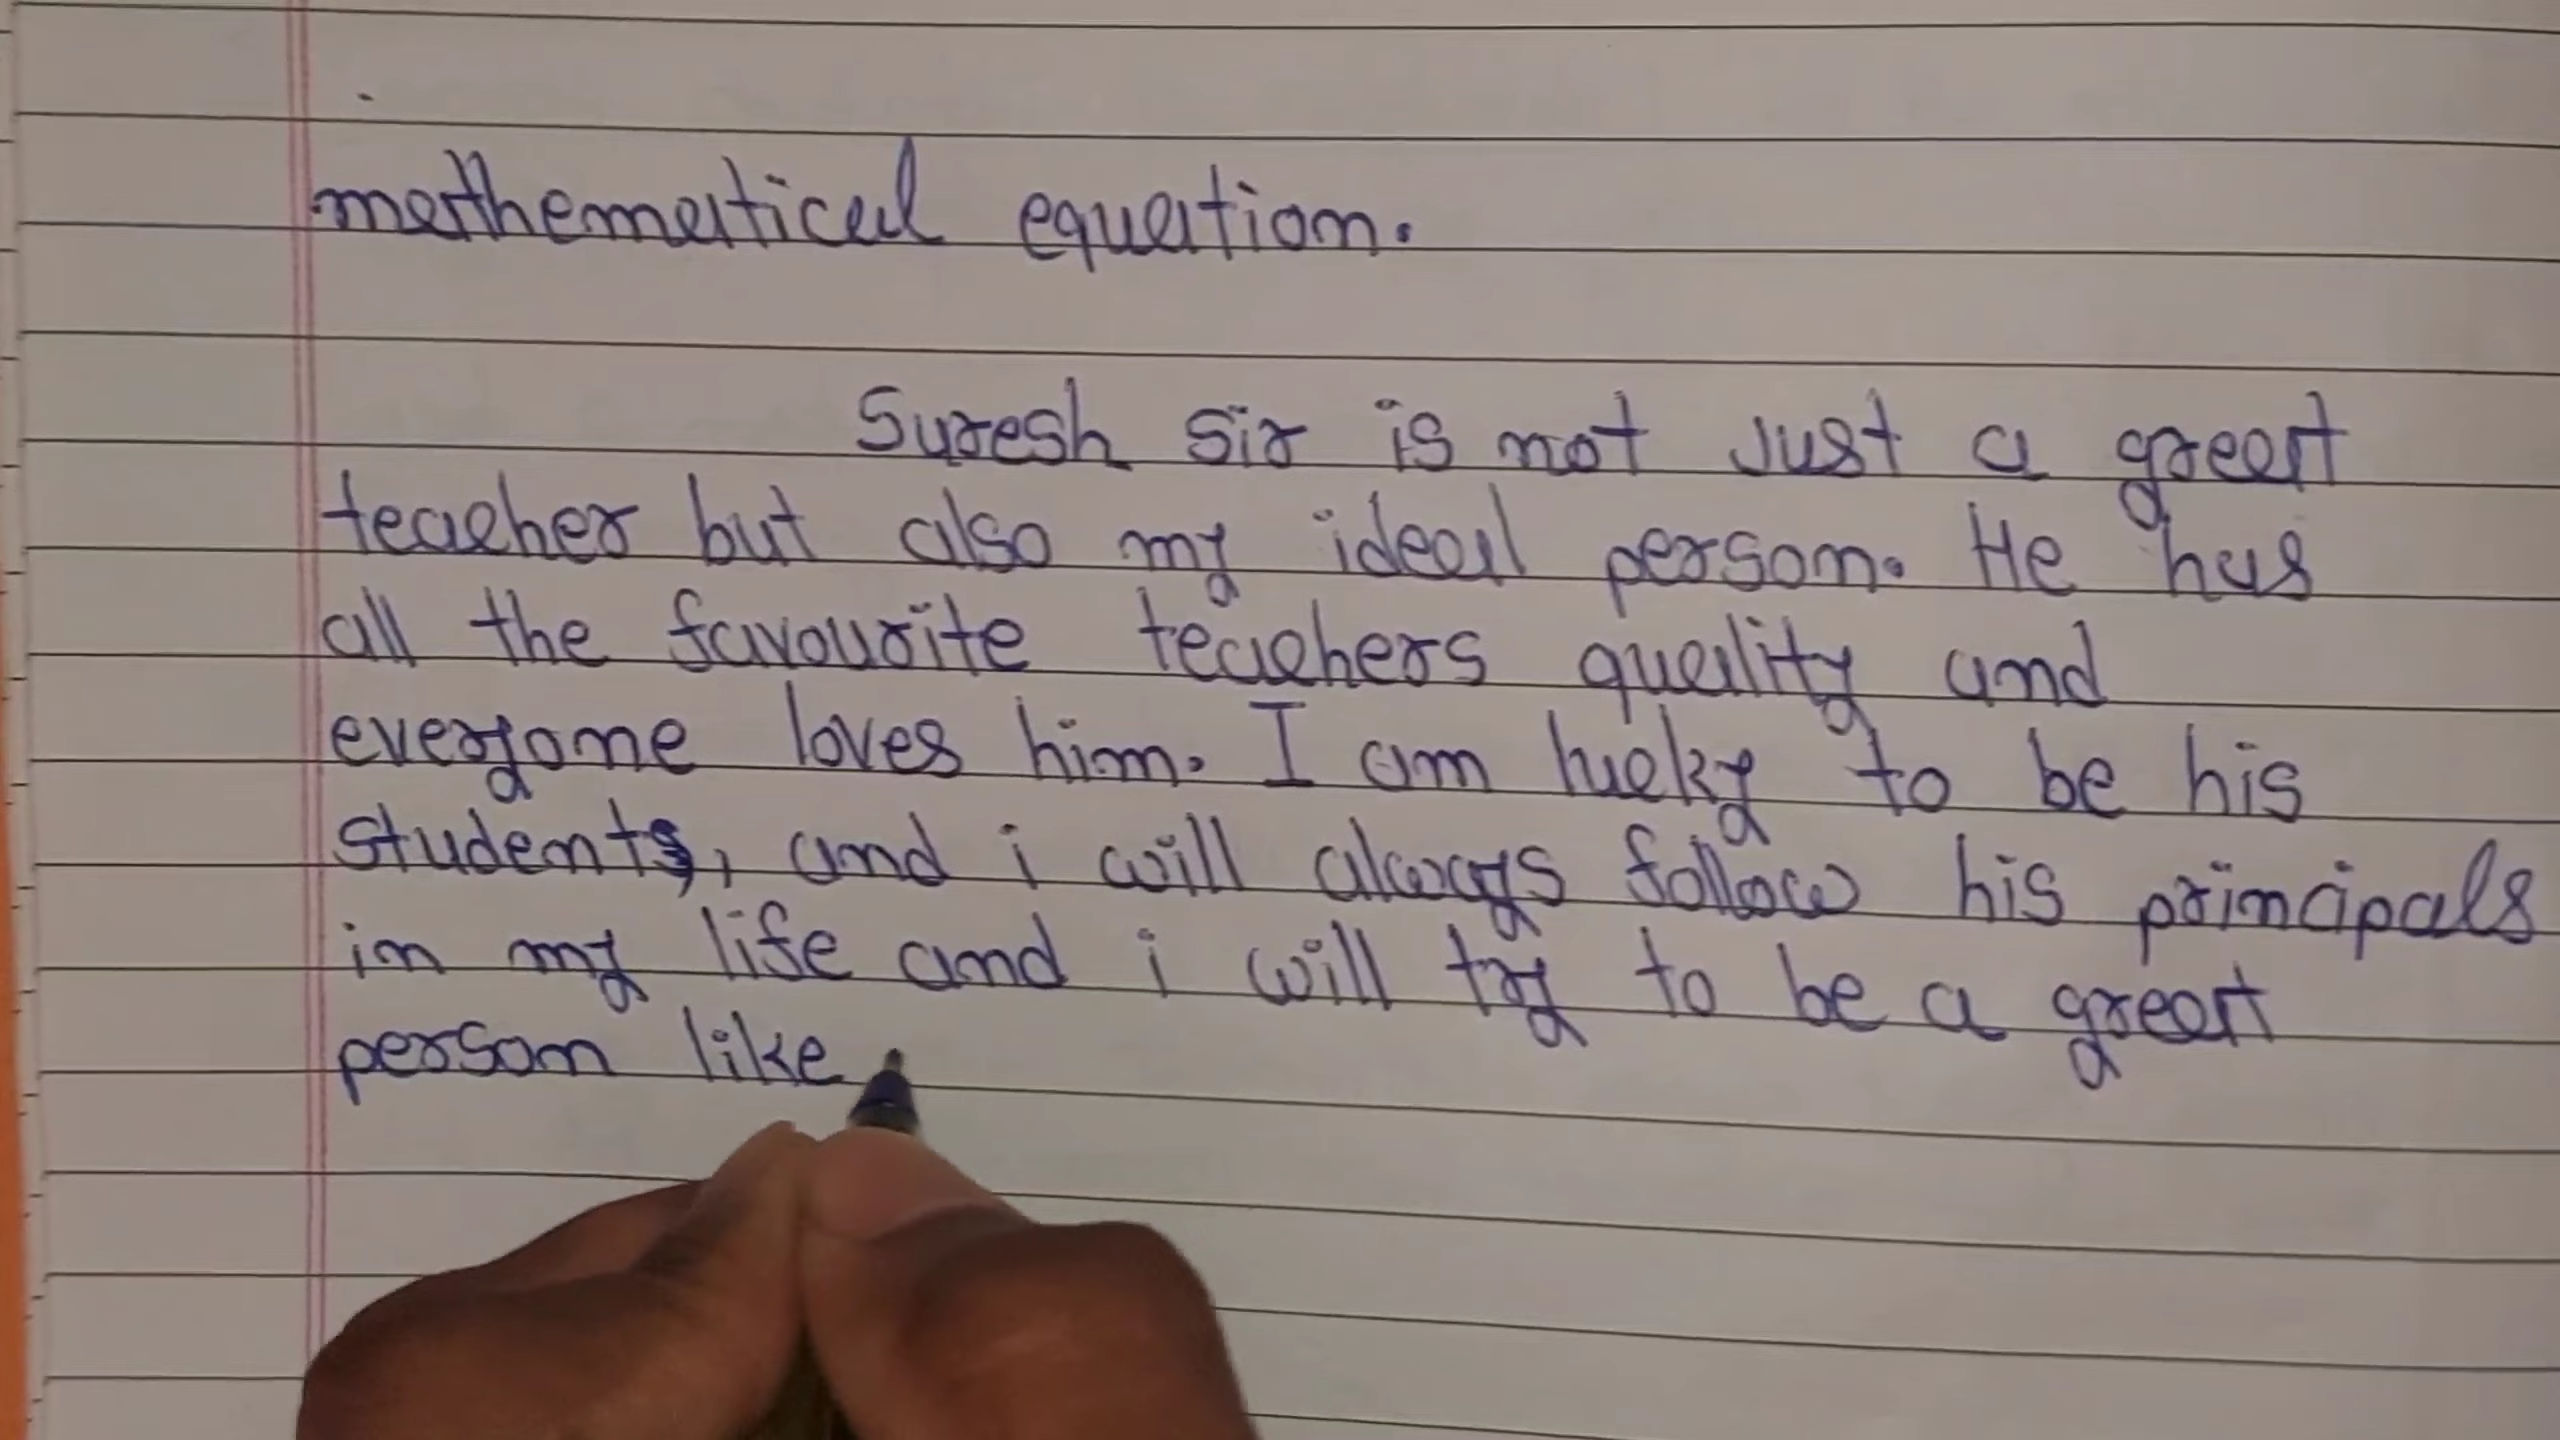 mathematical equation.
Suresh sir is not Just a great
teacher but also my ideal person. He has
all the favourite teachers quality and
everyone loves him. I am lucky to be his
students, and i will always follow his principals
in my life and i will try to be a great
person like